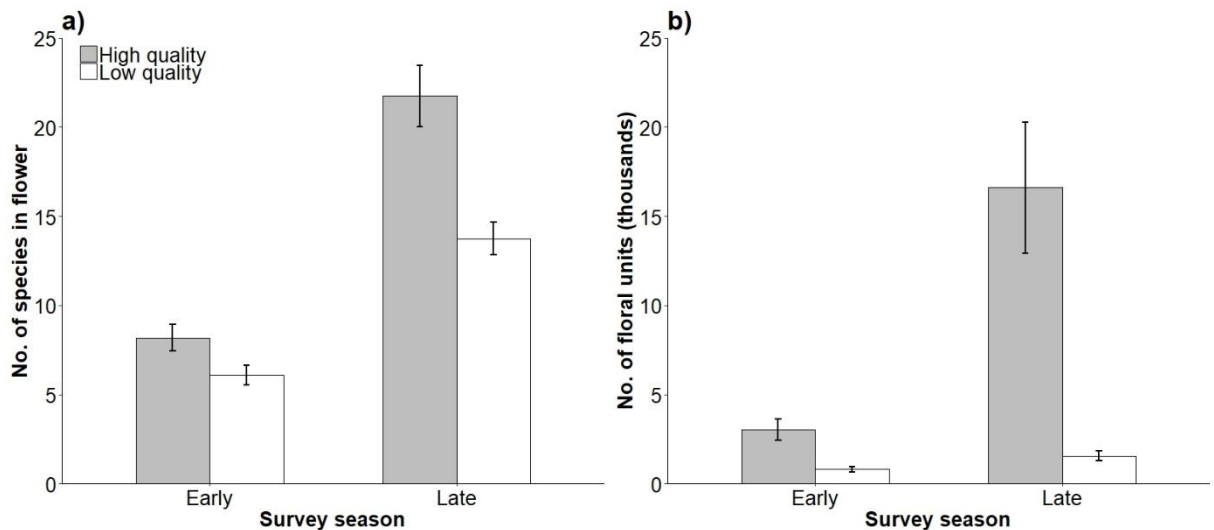 a)
No. of species in flower
25
20
15
10
5
0
High quality
Low quality
Early
Late
Survey season
b)
No. of floral units (thousands)
25
20
15
10
5
0
Early
Late
Survey season